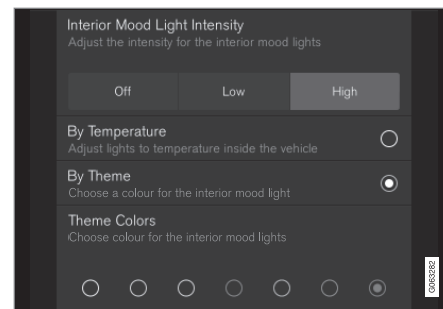 Interior Mood Light Intensity
Adjust the intensity for the interior mood lights
Off Low High
By Temperature
Adjust lights to temperature inside the vehicle
By Theme
Choose a colour for the interior mood light
Theme Colors
Choose colour for the interior mood lights
G063282